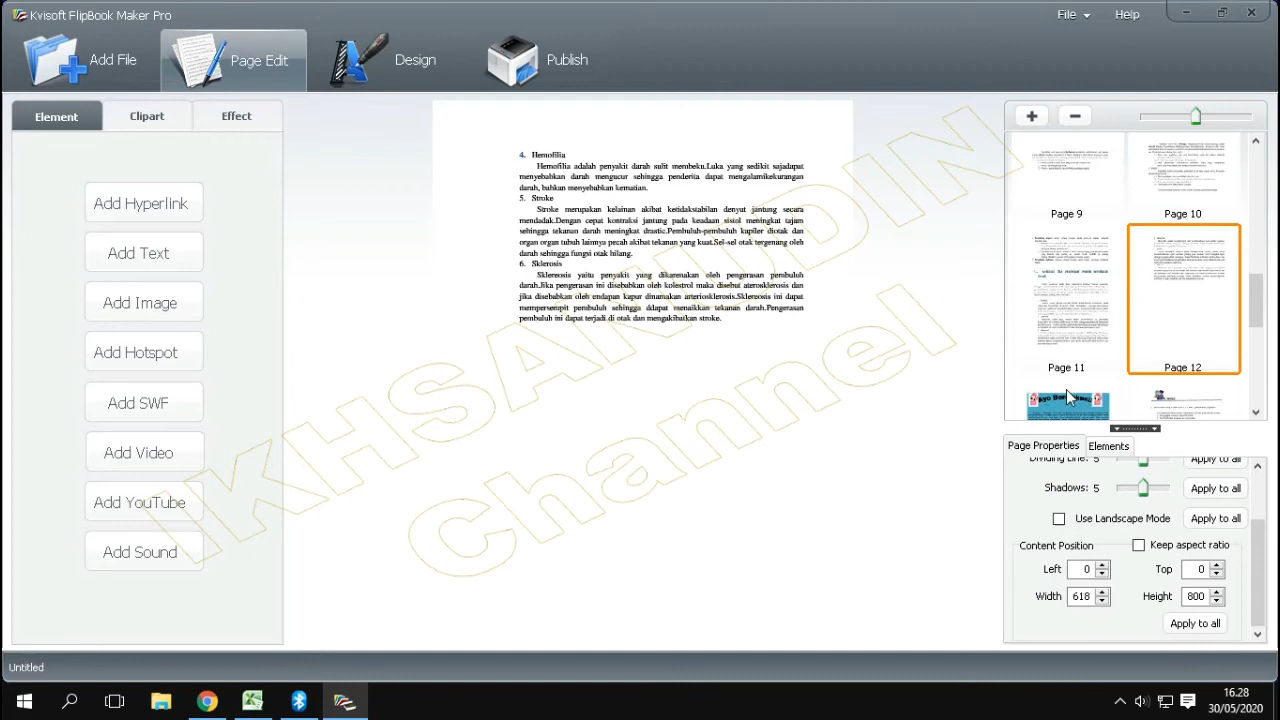 Kvisoft FlipBook Maker Pro
File
Help
Add File
Page Edit
Design
Publish
Element
Clipart
Effect
Add Hyperlink
Add Text
Add Image
Add Hotspot
Add SWF
Add Video
Add YouTube
Add Sound
4. Hemofilia
Hemofilia adalah penyakit darah sulit membeku.Luka yang sedikit sajadapat
menyebabkan darah mengucur sehingga penderita dapat mengalamikekurangan
darah, bahkan menyebabkan kematian.
5. Stroke
Stroke merupakan kelainan akibat ketidakstabilan denyut jantung secara
mendadak.Dengan cepat kontraksi jantung pada keadaan sistol meningkat tajam
sehingga tekanan darah meningkat drastic.Pembuluh-pembuluh kapiler diotak dan
organ organ tubuh lainnya pecah akibat tekanan yang kuat.Sel-sel otak tergenang oleh
darah sehingga fungsi otak hilang.
6. Sklerosis
Sklereosis yaitu penyakit yang dikarenakan oleh pengerasan pembuluh
darah.Jika pengerasan ini disebabkan oleh kolestrol maka disebut aterosklerosis dan
jika disebabkan oleh endapan kapur dinamakan arteriosklerosis.Sklereosis ini dapat
mempersempit pembuluh sehingga ddapat menaikkan tekanan darah.Pengerasan
pembuluh ini dapat terjadi di otak dan mengakibatkan stroke.
IKHSANUDIN
Channel
Page 9
Page 10
Page 11
Page 12
Page Properties
Elements
Dividing Line: 5
Apply to all
Shadows: 5
Apply to all
Use Landscape Mode
Apply to all
Content Position
Keep aspect ratio
Left 0
Top 0
Width 618
Height 800
Apply to all
Untitled
16.28
30/05/2020